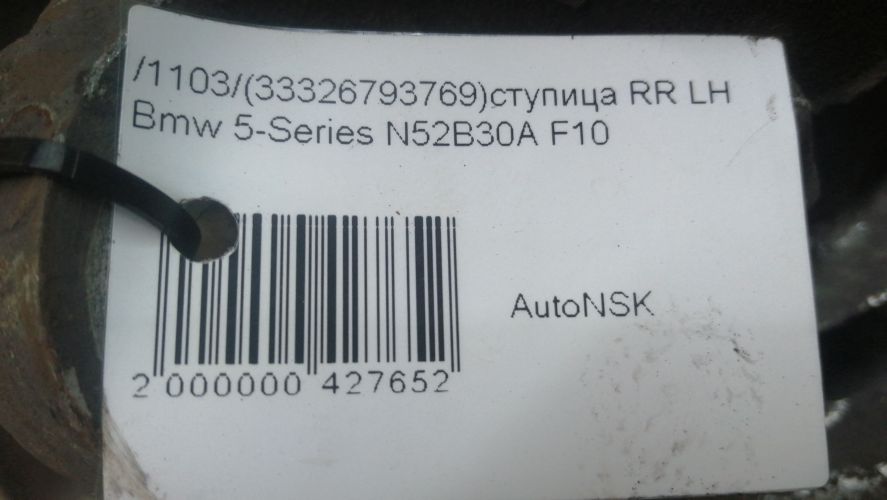 /1103/(33326793769)ступица RR LH
Bmw 5-Series N52B30A F10
AutoNSK
2 000000 427652